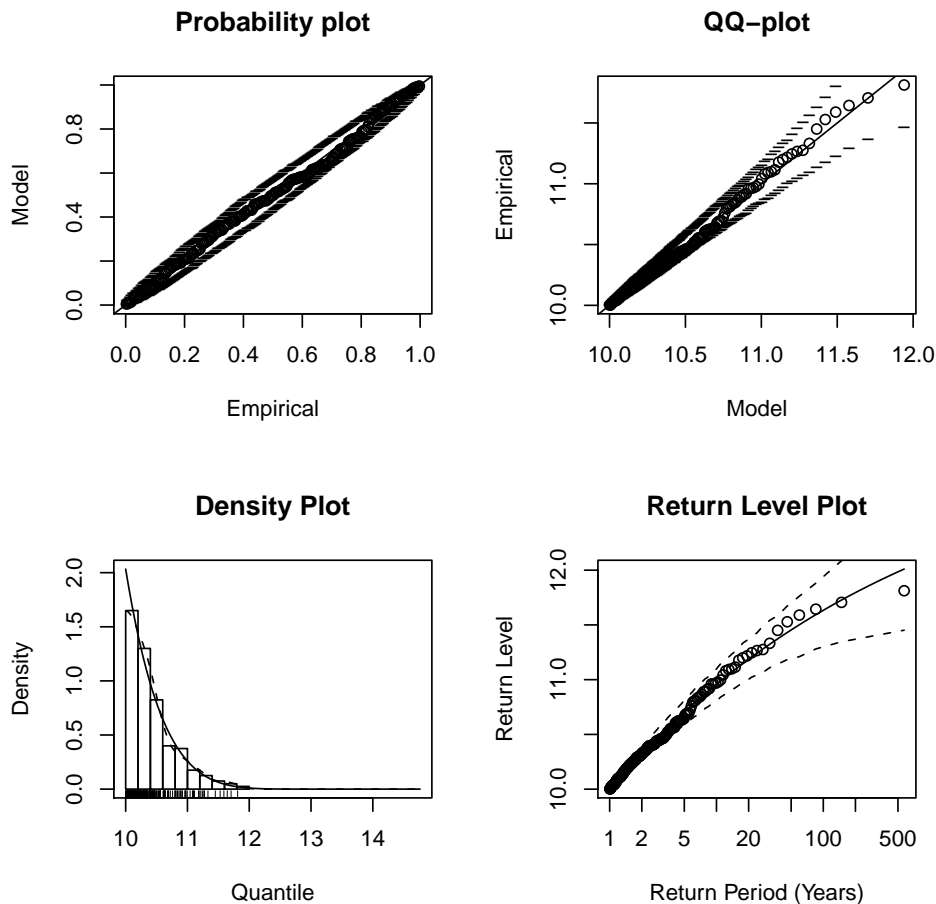 Probability plot
Model
0.0 0.4 0.8
0.0 0.2 0.4 0.6 0.8 1.0
Empirical
QQ−plot
Empirical
10.0 11.0
10.0 10.5 11.0 11.5 12.0
Model
Density Plot
Density
0.0 0.5 1.0 1.5 2.0
10 11 12 13 14
Quantile
Return Level Plot
Return Level
10.0 11.0 12.0
1 2 5 20 100 500
Return Period (Years)